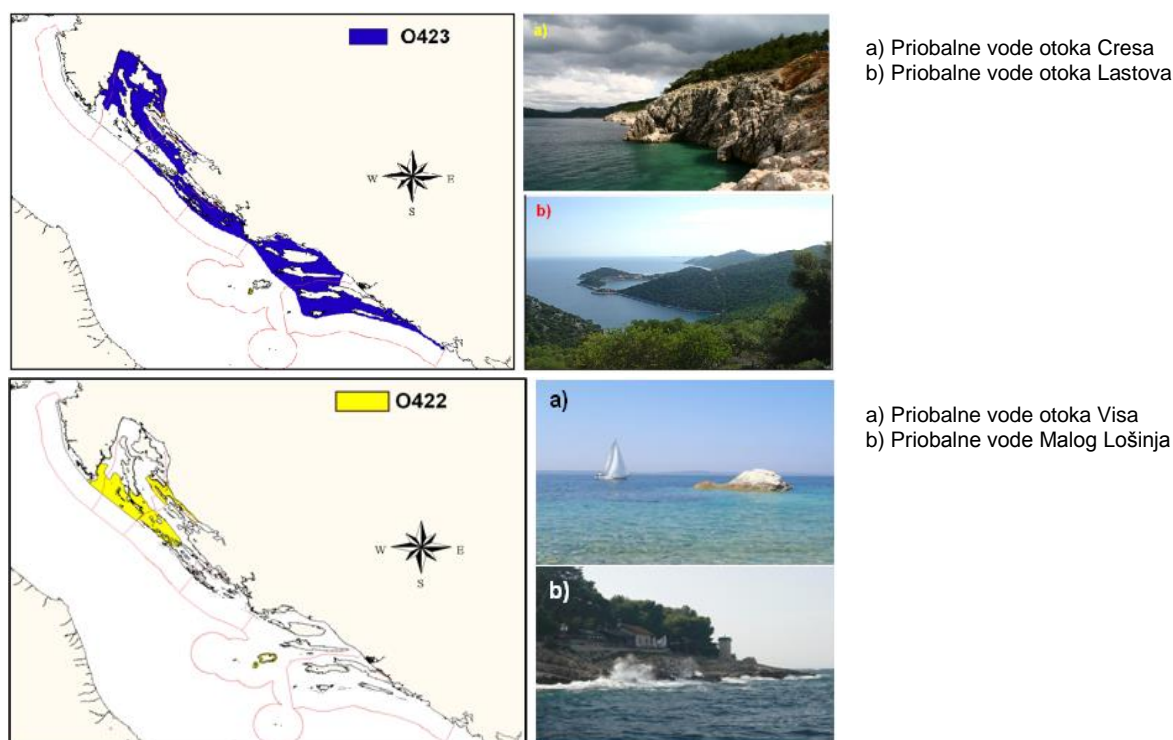 O423
W E
S
a)
b)
a) Priobalne vode otoka Cresa
b) Priobalne vode otoka Lastova
O422
W E
S
a)
b)
a) Priobalne vode otoka Visa
b) Priobalne vode Malog Lošinja